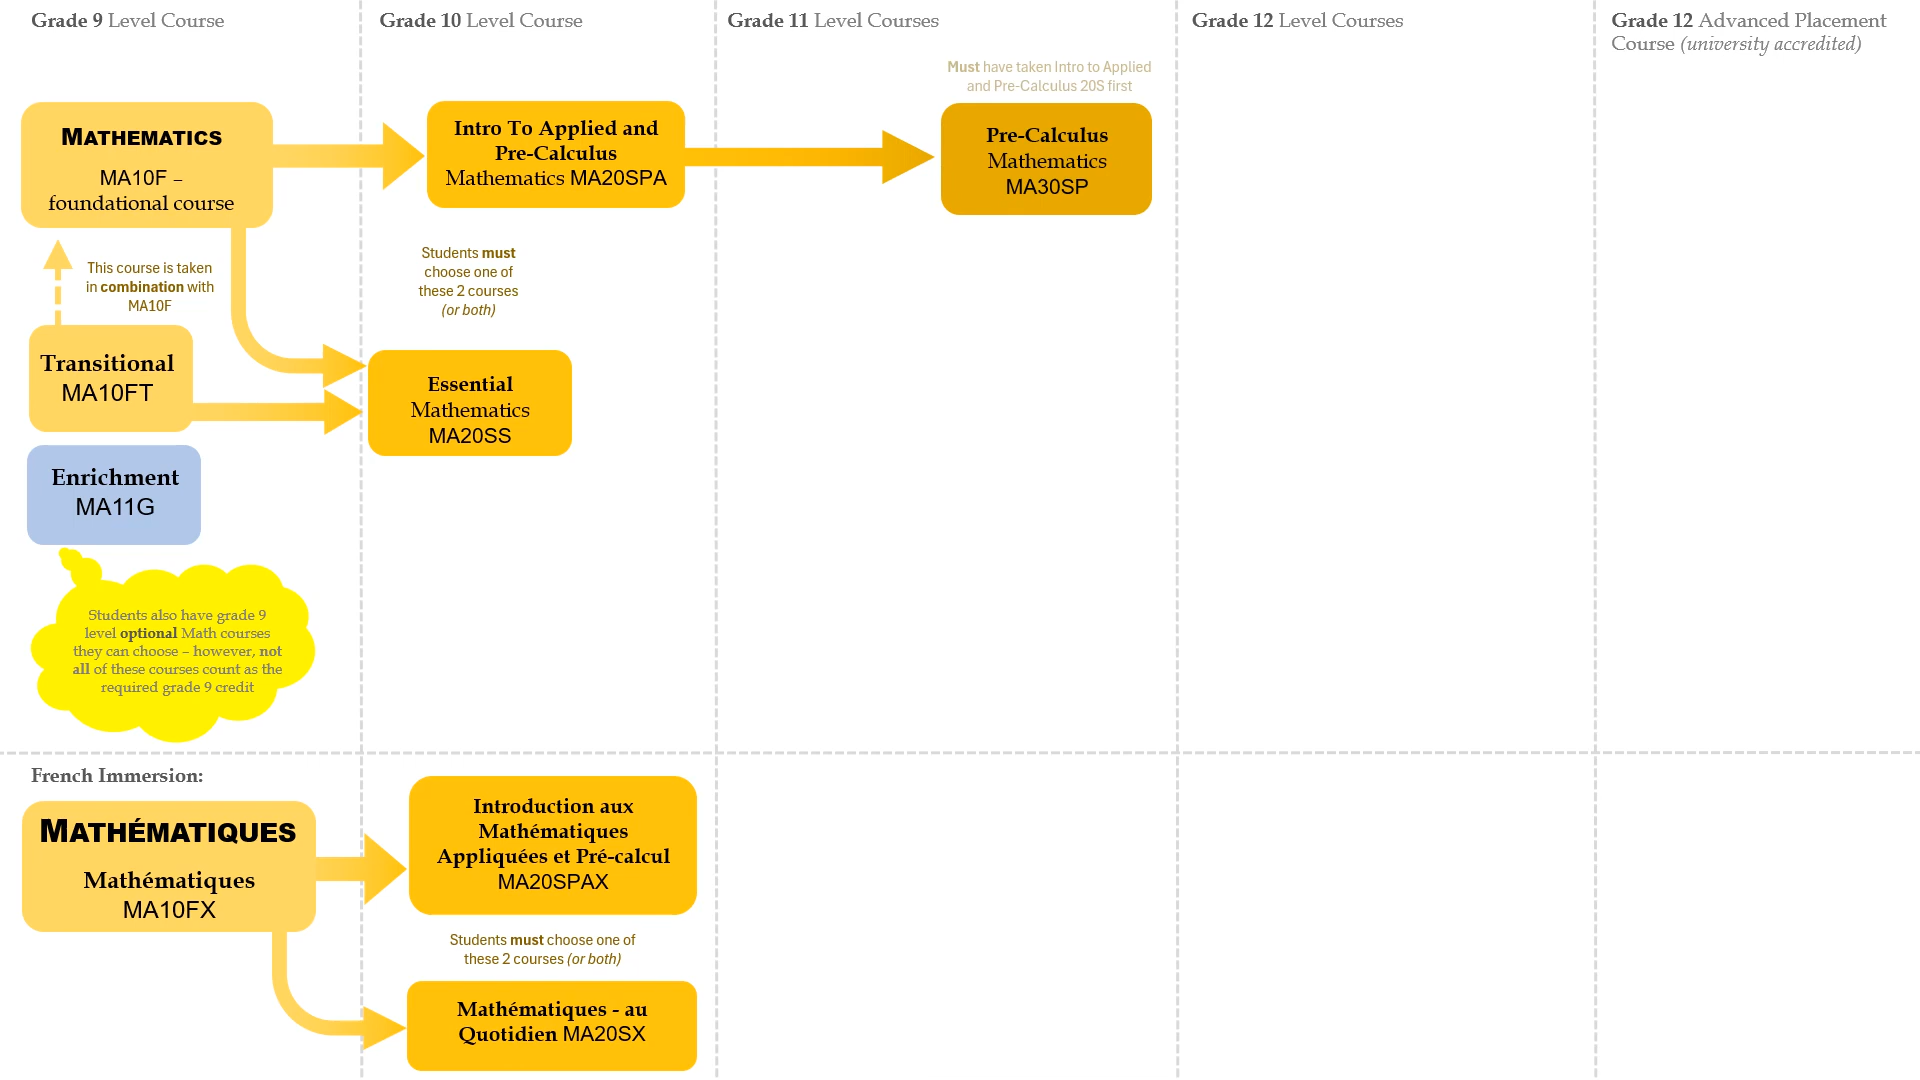 Grade 9 Level Course
Grade 10 Level Course
Grade 11 Level Courses
Grade 12 Level Courses
Grade 12 Advanced Placement
Course (university accredited)
Must have taken Intro to Applied
and Pre-Calculus 20S first
MATHEMATICS
MA10F –
foundational course
Intro To Applied and
Pre-Calculus
Mathematics MA20SPA
Pre-Calculus
Mathematics
MA30SP
This course is taken
in combination with
MA10F
Students must
choose one of
these 2 courses
(or both)
Transitional
MA10FT
Essential
Mathematics
MA20SS
Enrichment
MA11G
Students also have grade 9
level optional Math courses
they can choose – however, not
all of these courses count as the
required grade 9 credit
French Immersion:
MATHÉMATIQUES
Mathématiques
MA10FX
Introduction aux
Mathématiques
Appliquées et Pré-calcul
MA20SPAX
Students must choose one of
these 2 courses (or both)
Mathématiques - au
Quotidien MA20SX